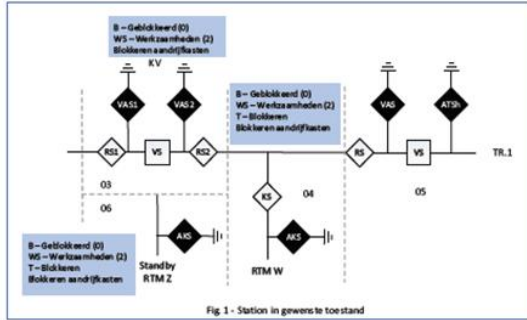 B – Geblokkeerd (0)
WS – Werkzaamheden (2)
Blokkeren aandrijfkasten
KV
VAS1
VAS2
B – Geblokkeerd (0)
WS – Werkzaamheden (2)
T – Blokkeren
Blokkeren aandrijfkasten
VAS
ATSh
RS1
VS
RS2
RS
VS
TR.1
03
04
05
06
KS
AKS
AKS
B – Geblokkeerd (0)
WS – Werkzaamheden (2)
T – Blokkeren
Blokkeren aandrijfkasten
Standby
RTM Z
RTM W
Fig. 1 - Station in gewenste toestand